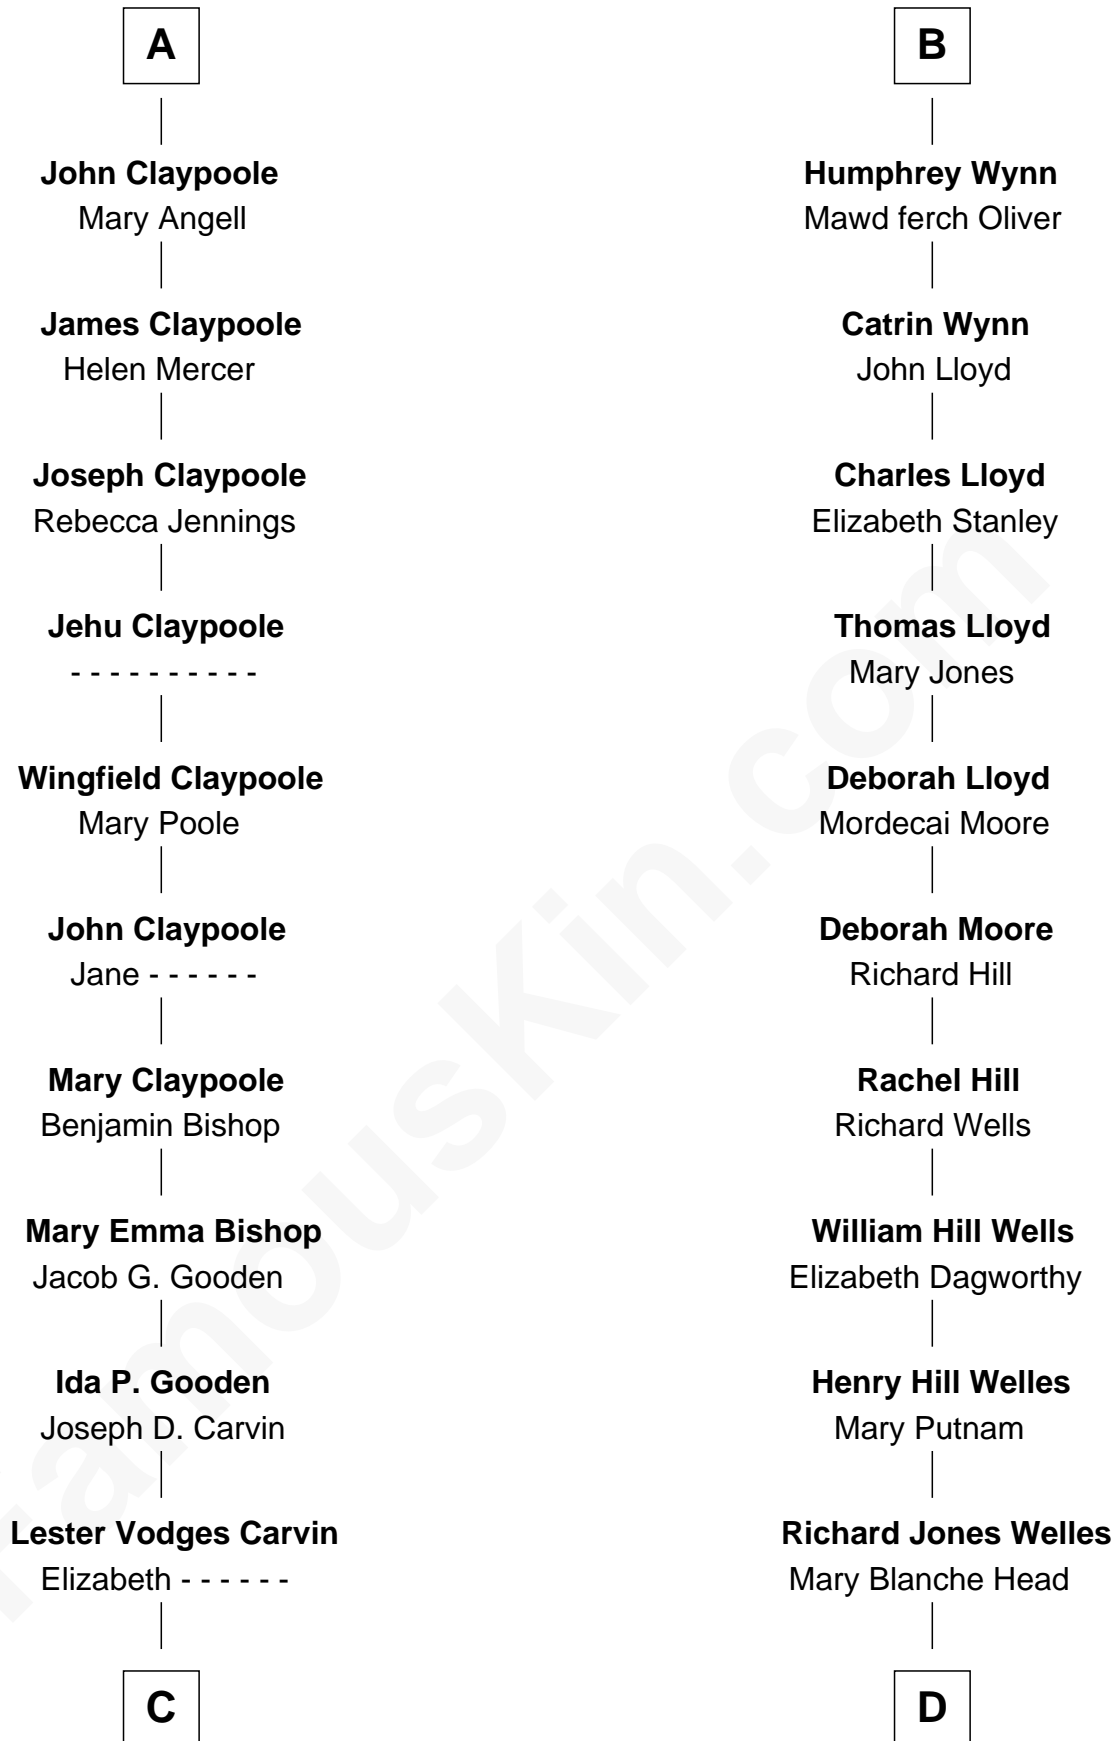 A
John Claypoole
Mary Angell
James Claypoole
Helen Mercer
Joseph Claypoole
Rebecca Jennings
Jehu Claypoole
- - - - - - - - - -
Wingfield Claypoole
Mary Poole
John Claypoole
Jane - - - - - -
Mary Claypoole
Benjamin Bishop
Mary Emma Bishop
Jacob G. Gooden
Ida P. Gooden
Joseph D. Carvin
Lester Vodges Carvin
Elizabeth - - - - - -
C
B
Humphrey Wynn
Mawd ferch Oliver
Catrin Wynn
John Lloyd
Charles Lloyd
Elizabeth Stanley
Thomas Lloyd
Mary Jones
Deborah Lloyd
Mordecai Moore
Deborah Moore
Richard Hill
Rachel Hill
Richard Wells
William Hill Wells
Elizabeth Dagworthy
Henry Hill Welles
Mary Putnam
Richard Jones Welles
Mary Blanche Head
D
FamousKin.com